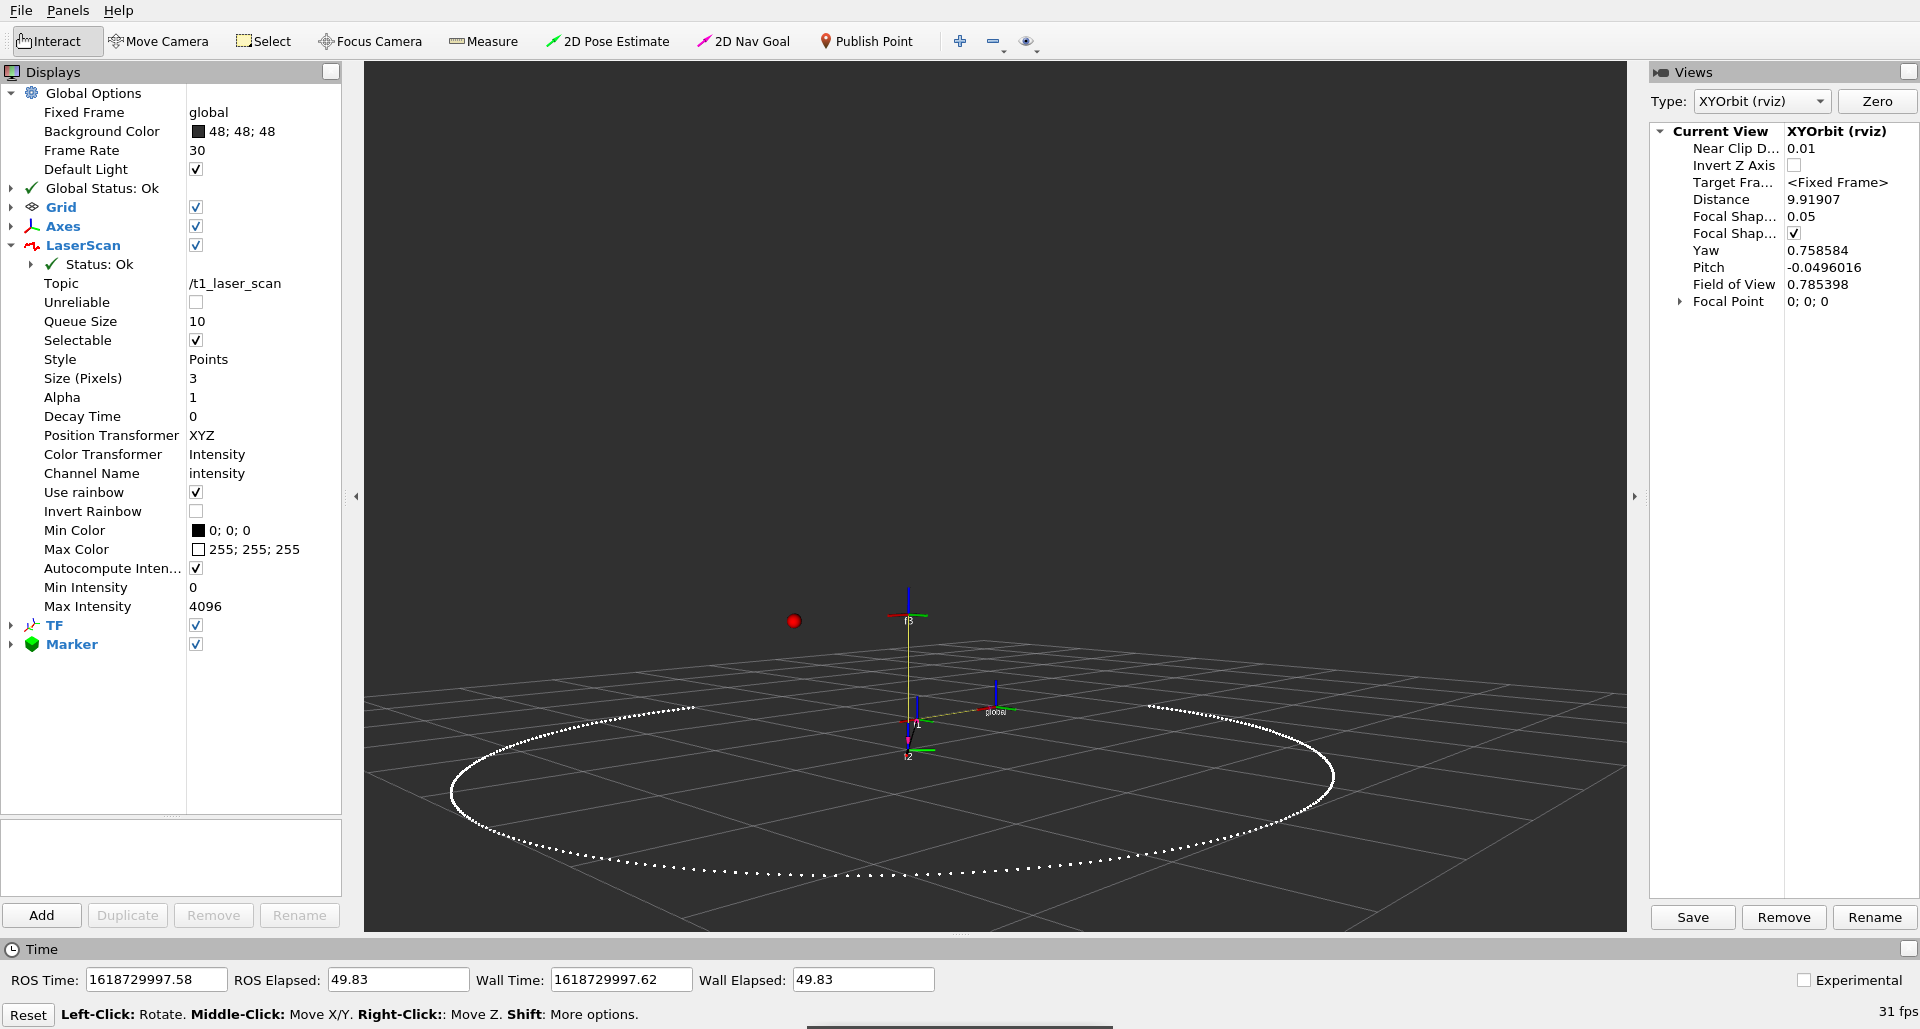 File Panels Help
Interact Move Camera Select Focus Camera Measure 2D Pose Estimate 2D Nav Goal Publish Point
Displays
Global Options
Fixed Frame global
Background Color 48; 48; 48
Frame Rate 30
Default Light
Global Status: Ok
Grid
Axes
LaserScan
Status: Ok
Topic /t1_laser_scan
Unreliable
Queue Size 10
Selectable
Style Points
Size (Pixels) 3
Alpha 1
Decay Time 0
Position Transformer XYZ
Color Transformer Intensity
Channel Name intensity
Use rainbow
Invert Rainbow
Min Color 0; 0; 0
Max Color 255; 255; 255
Autocompute Inten...
Min Intensity 0
Max Intensity 4096
TF
Marker
Add Duplicate Remove Rename
f3
global
f2
Views
Type: XYOrbit (rviz) Zero
Current View XYOrbit (rviz)
Near Clip D... 0.01
Invert Z Axis
Target Fra... <Fixed Frame>
Distance 9.91907
Focal Shap... 0.05
Focal Shap...
Yaw 0.758584
Pitch -0.0496016
Field of View 0.785398
Focal Point 0; 0; 0
Save Remove Rename
Time
ROS Time: 1618729997.58 ROS Elapsed: 49.83 Wall Time: 1618729997.62 Wall Elapsed: 49.83 Experimental
Reset Left-Click: Rotate. Middle-Click: Move X/Y. Right-Click:: Move Z. Shift: More options. 31 fps